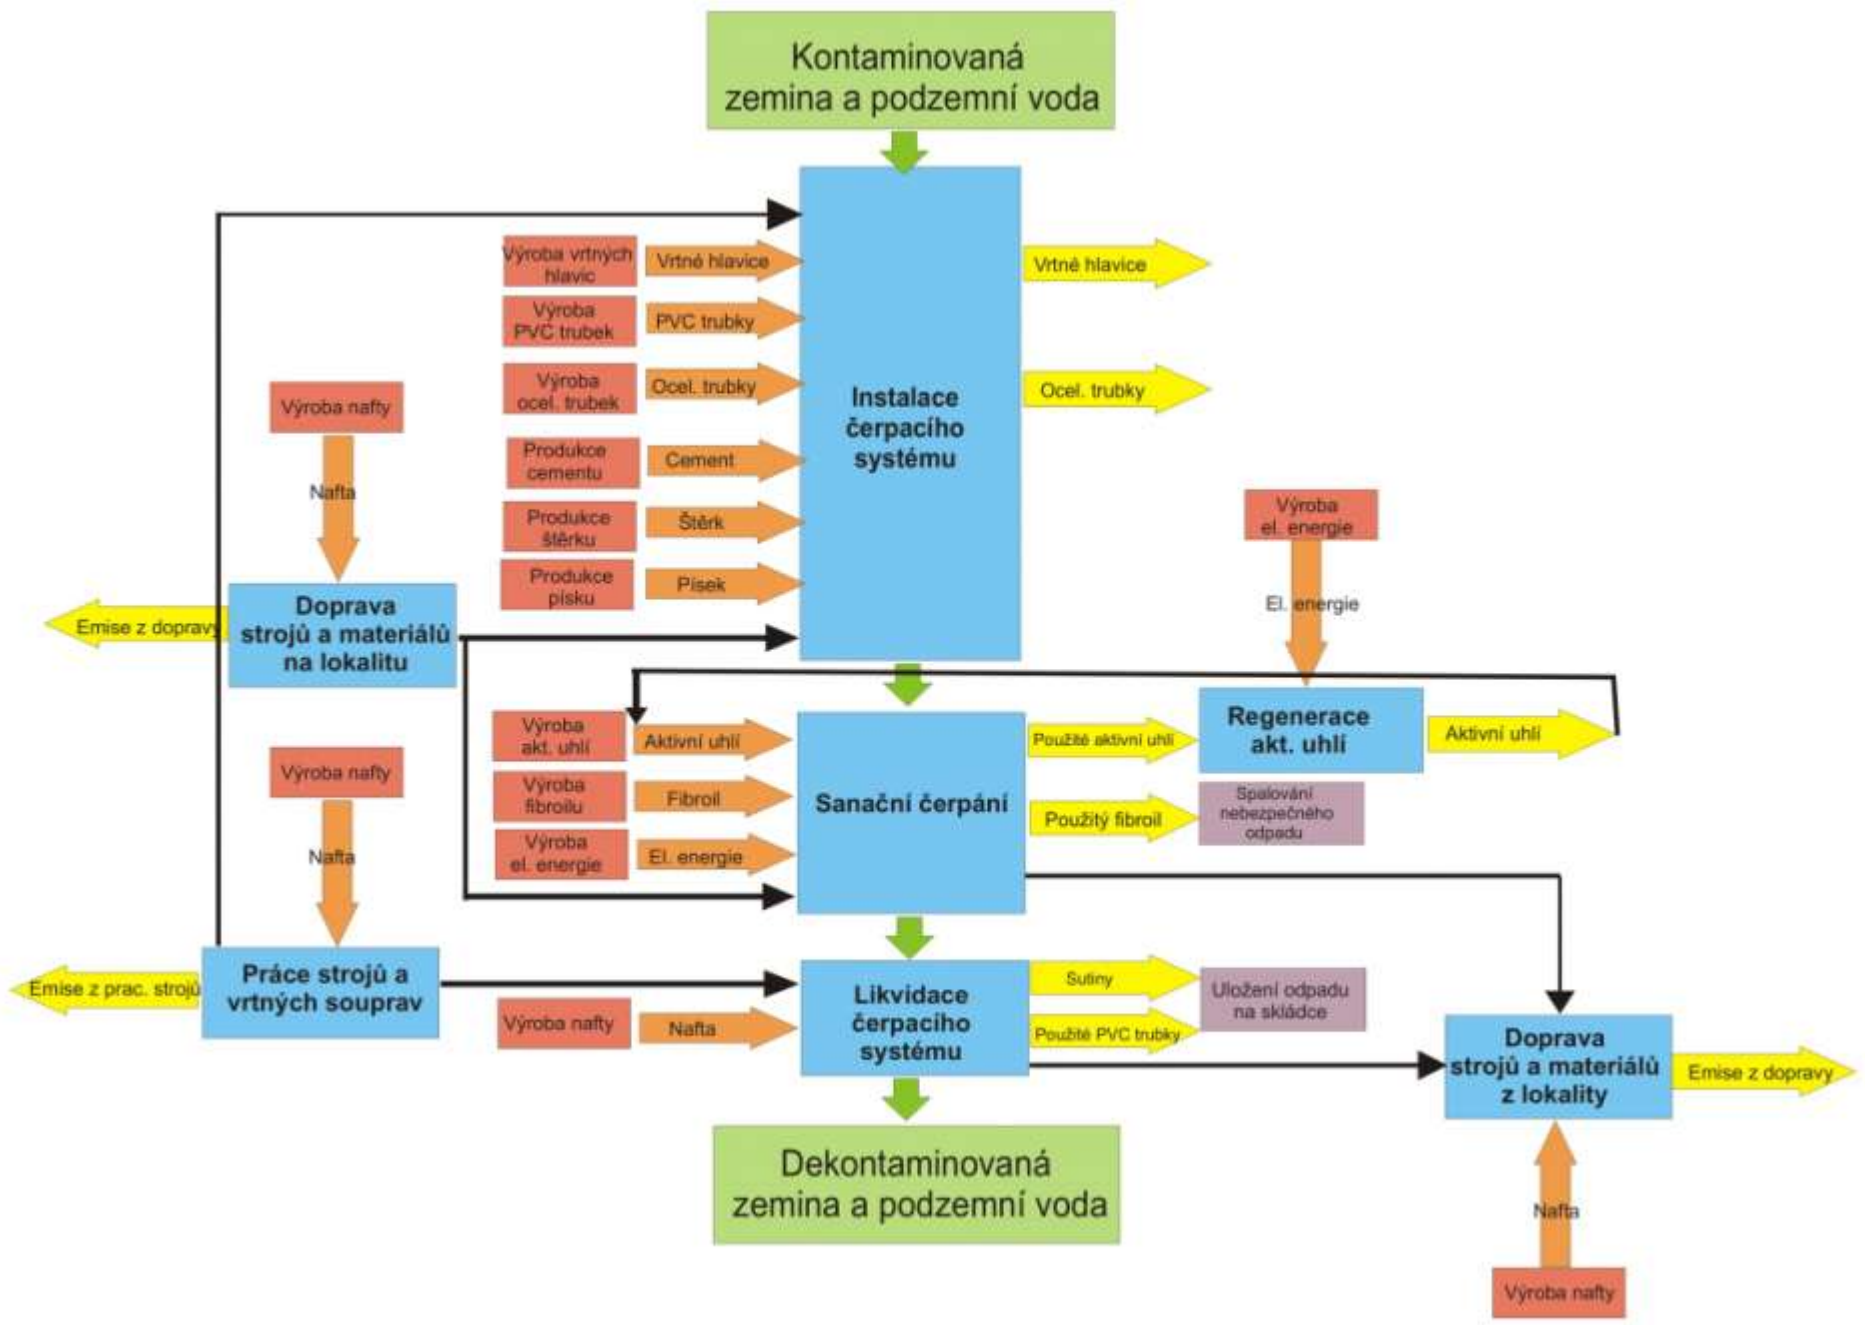 Kontaminovaná
zemina a podzemní voda
Výroba vrtných
hlavic
Vrtné hlavice
Vrtné hlavice
Výroba
PVC trubek
PVC trubky
Výroba
ocel. trubek
Ocel. trubky
Ocel. trubky
Instalace
čerpacího
systému
Produkce
cementu
Cement
Produkce
štěrku
Štěrk
Produkce
písku
Písek
Výroba nafty
Nafta
Doprava
strojů a materiálů
na lokalitu
Emise z dopravy
Výroba
el. energie
El. energie
Regenerace
akt. uhlí
Aktivní uhlí
Výroba
akt. uhlí
Aktivní uhlí
Použité aktivní uhlí
Výroba
fibroilu
Fibroil
Sanační čerpání
Použitý fibroil
Spalování
nebezpečného
odpadu
Výroba
el. energie
El. energie
Výroba nafty
Nafta
Práce strojů a
vrtných souprav
Emise z prac. strojů
Výroba nafty
Nafta
Likvidace
čerpacího
systému
Sutiny
Použité PVC trubky
Uložení odpadu
na skládce
Doprava
strojů a materiálů
z lokality
Emise z dopravy
Nafta
Výroba nafty
Dekontaminovaná
zemina a podzemní voda